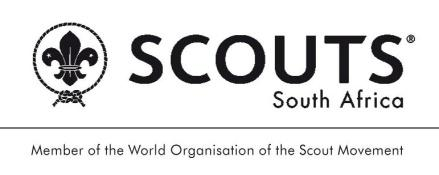 SCOUTS®
South Africa
Member of the World Organisation of the Scout Movement